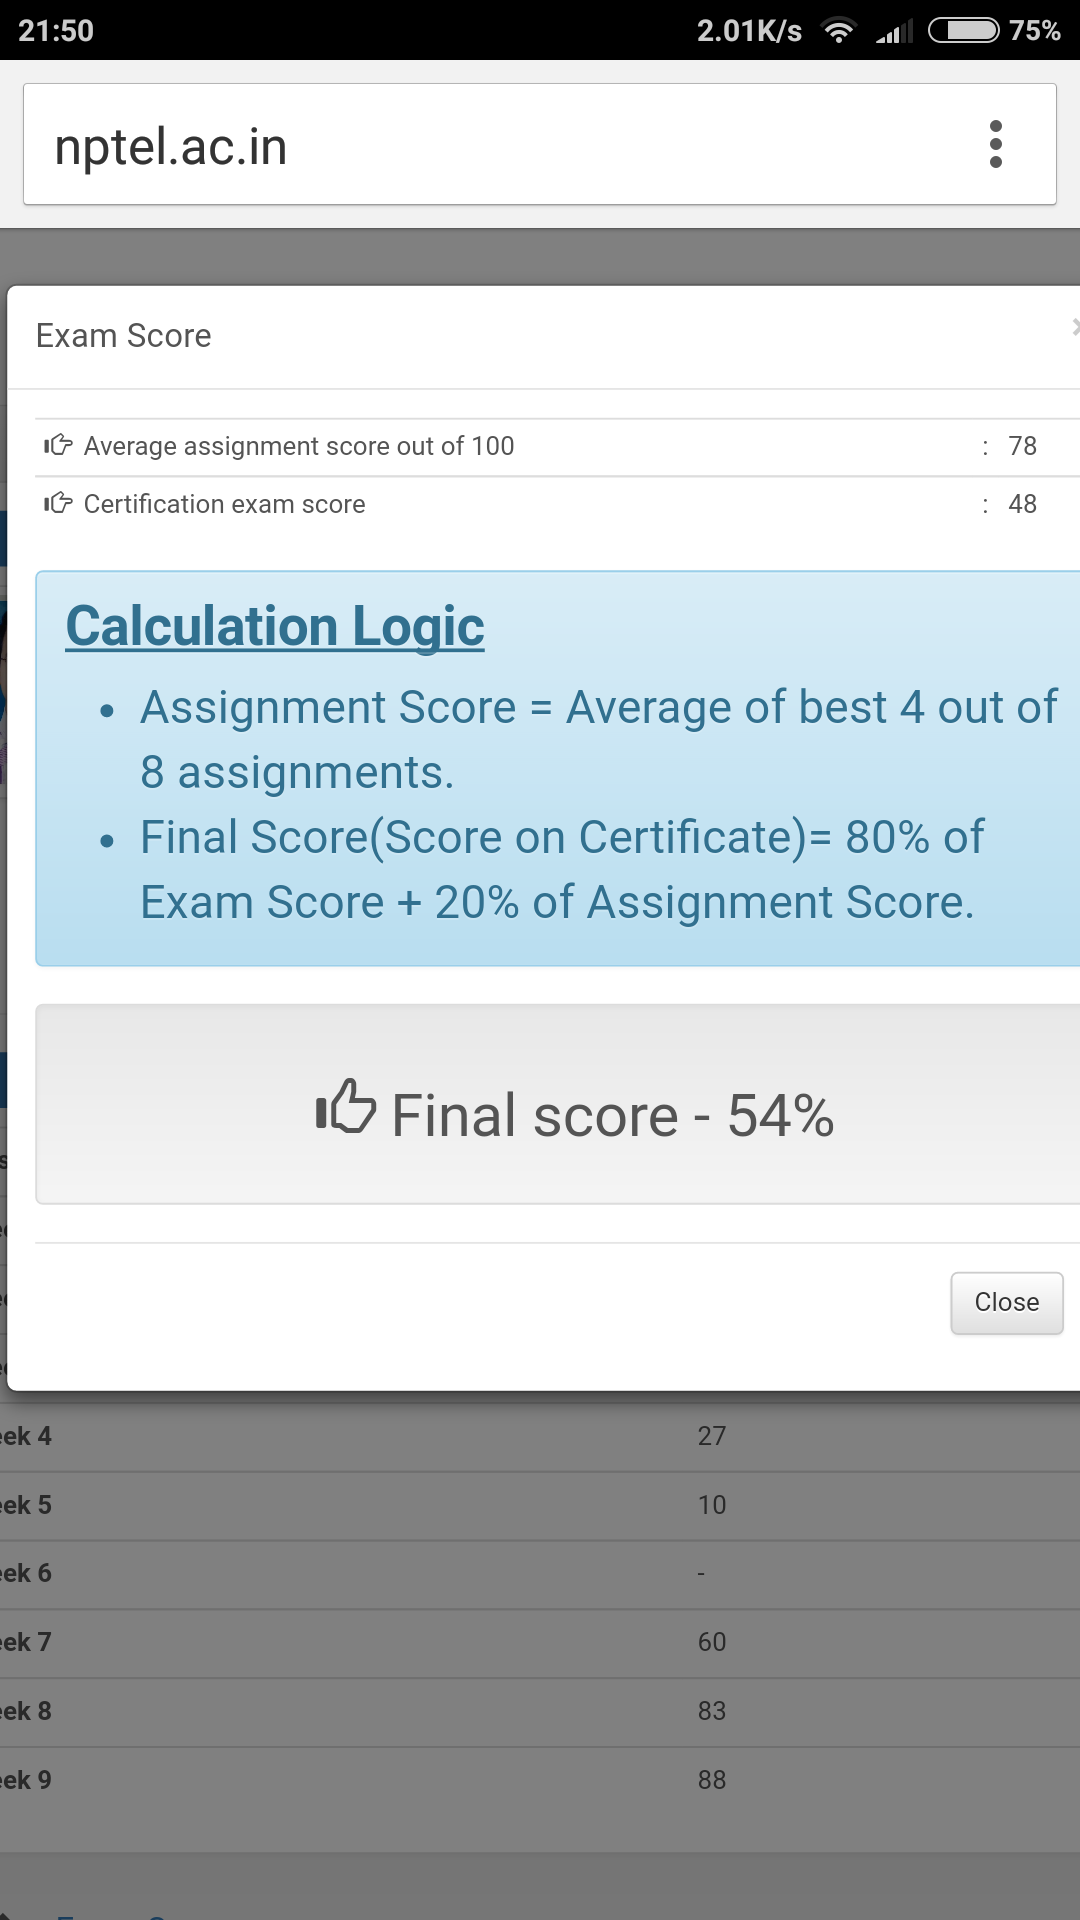 21:50 2.01K/s 75%
nptel.ac.in
Exam Score
Average assignment score out of 100 : 78
Certification exam score : 48
Calculation Logic
• Assignment Score = Average of best 4 out of
8 assignments.
• Final Score(Score on Certificate)= 80% of
Exam Score + 20% of Assignment Score.
Final score - 54%
Close
eek 4 27
eek 5 10
eek 6 -
eek 7 60
eek 8 83
eek 9 88